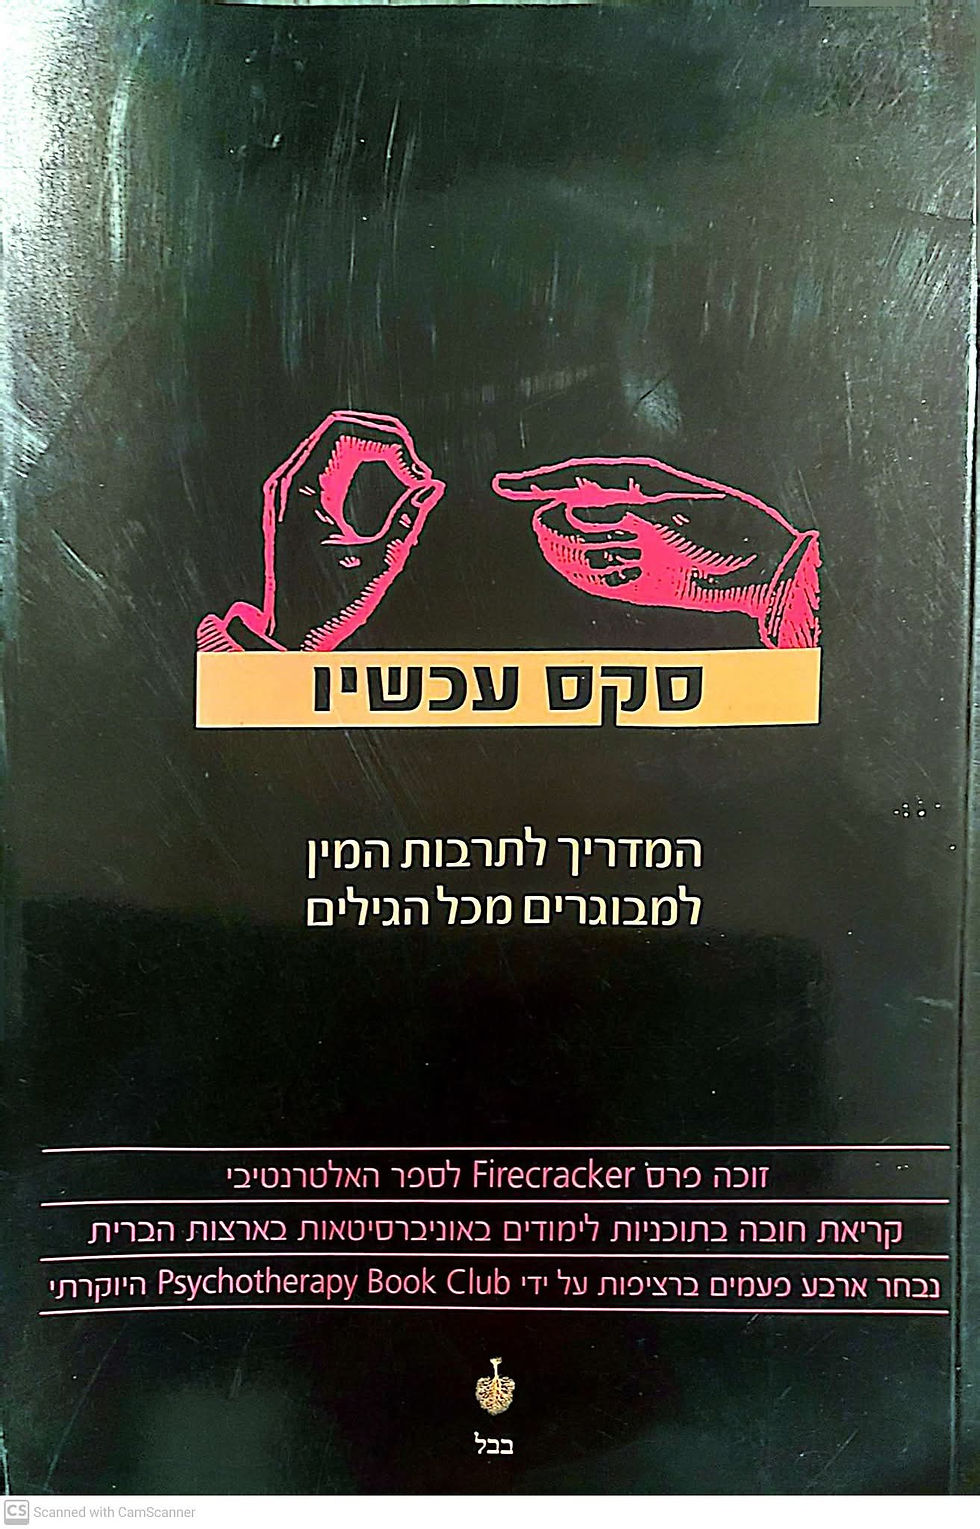 סקס עכשיו
המדריך לתרבות המין
למבוגרים מכל הגילים
זוכה פרס Firecracker לספר האלטרנטיבי
קריאת חובה בתוכניות לימודים באוניברסיטאות בארצות הברית
נבחר ארבע פעמים ברציפות על ידי Psychotherapy Book Club היוקרתי
בבל
CS Scanned with CamScanner